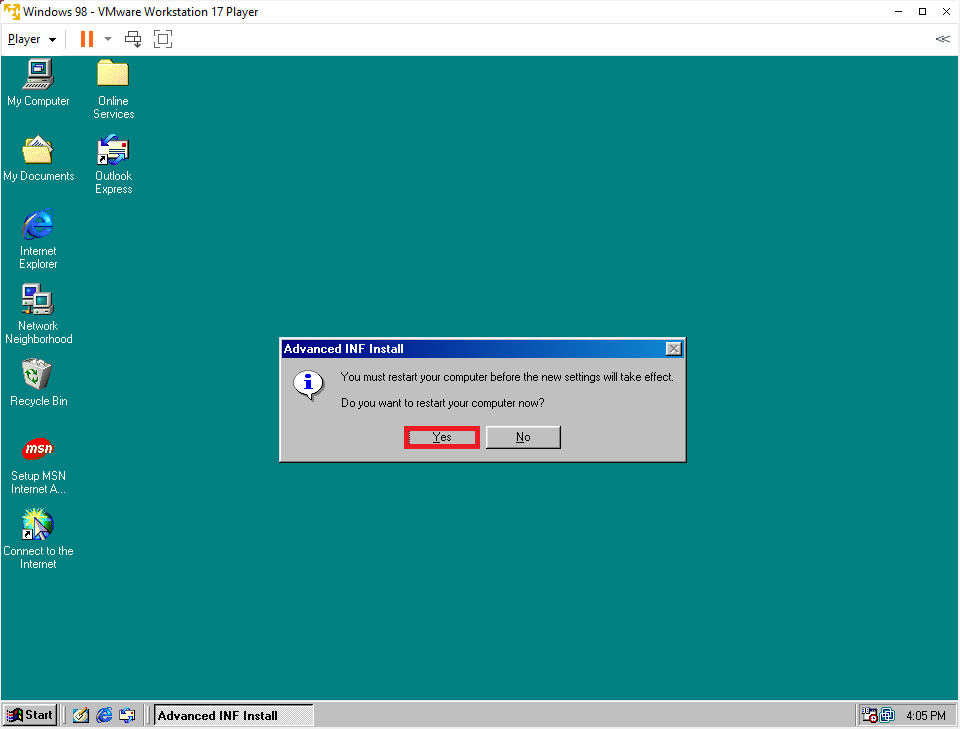 Windows 98 - VMware Workstation 17 Player
Player
My Computer
Online
Services
My Documents
Outlook
Express
Internet
Explorer
Network
Neighborhood
Recycle Bin
msn
Setup MSN
Internet A...
Connect to the
Internet
Advanced INF Install
You must restart your computer before the new settings will take effect.
Do you want to restart your computer now?
Yes
No
Start
Advanced INF Install
4:05 PM